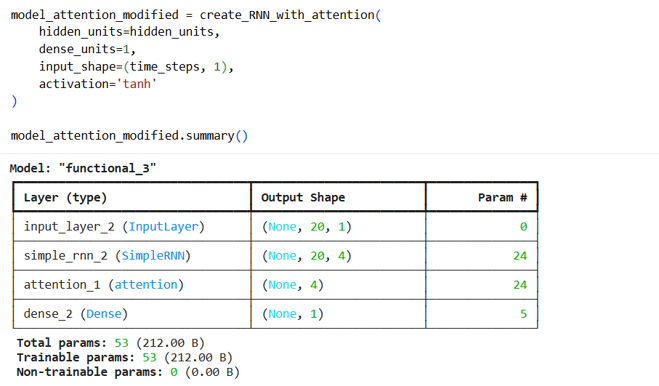 model_attention_modified = create_RNN_with_attention(
    hidden_units=hidden_units,
    dense_units=1,
    input_shape=(time_steps, 1),
    activation='tanh'
)
model_attention_modified.summary()
Model: "functional_3"
Layer (type) Output Shape Param #
input_layer_2 (InputLayer) (None, 20, 1) 0
simple_rnn_2 (SimpleRNN) (None, 20, 4) 24
attention_1 (attention) (None, 4) 24
dense_2 (Dense) (None, 1) 5
Total params: 53 (212.00 B)
Trainable params: 53 (212.00 B)
Non-trainable params: 0 (0.00 B)